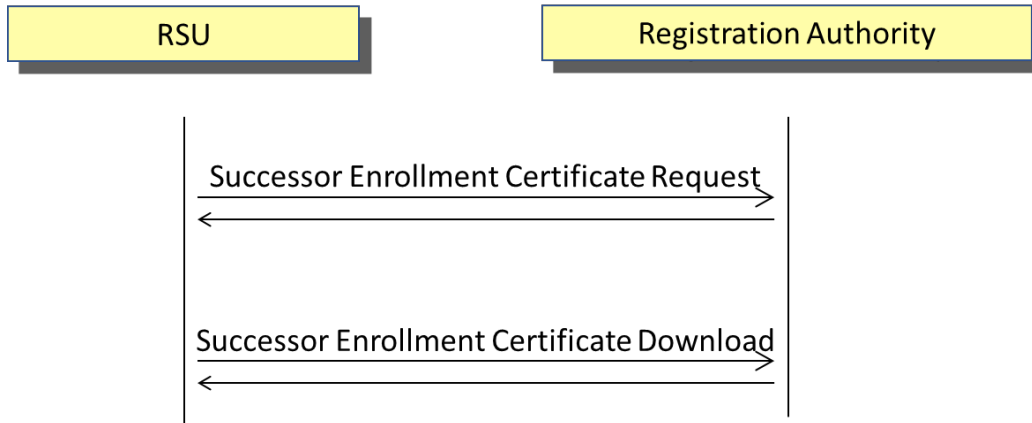 RSU
Registration Authority
Successor Enrollment Certificate Request
Successor Enrollment Certificate Download